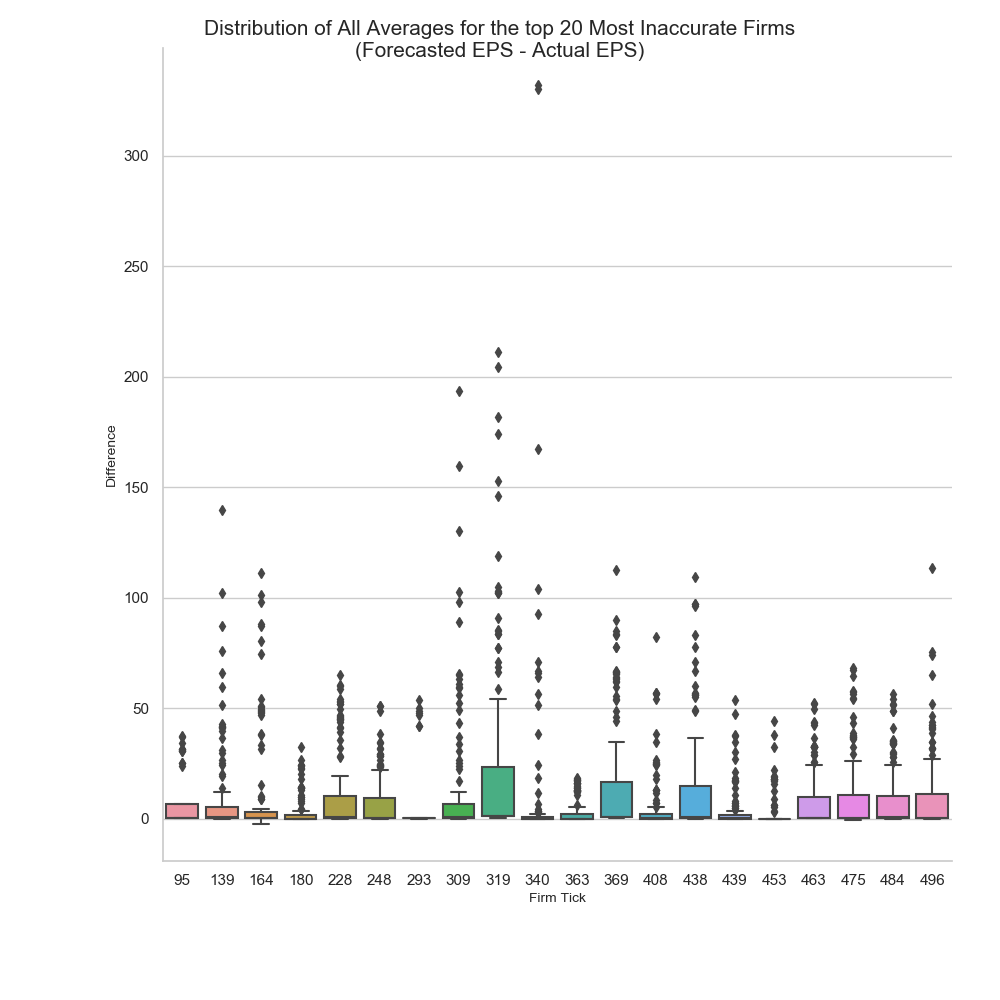 Distribution of All Averages for the top 20 Most Inaccurate Firms
(Forecasted EPS - Actual EPS)
300
250
200
150
100
50
0
Difference
95 139 164 180 228 248 293 309 319 340 363 369 408 438 439 453 463 475 484 496
Firm Tick